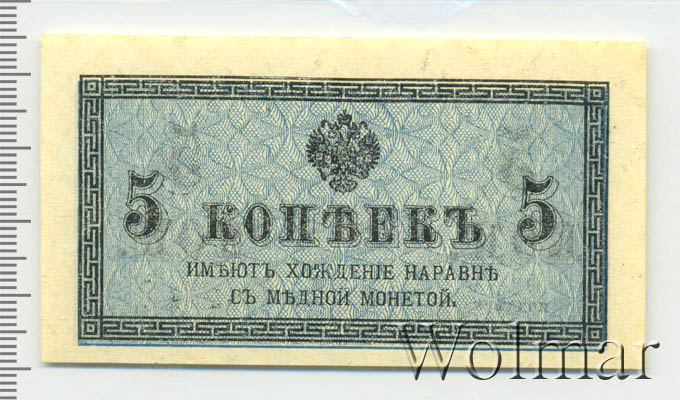 5 КОПѢЕКЪ 5
ИМѢЮТЪ ХОЖДЕНІЕ НАРАВНѢ
СЪ МѢДНОЙ МОНЕТОЙ.
Wolmar